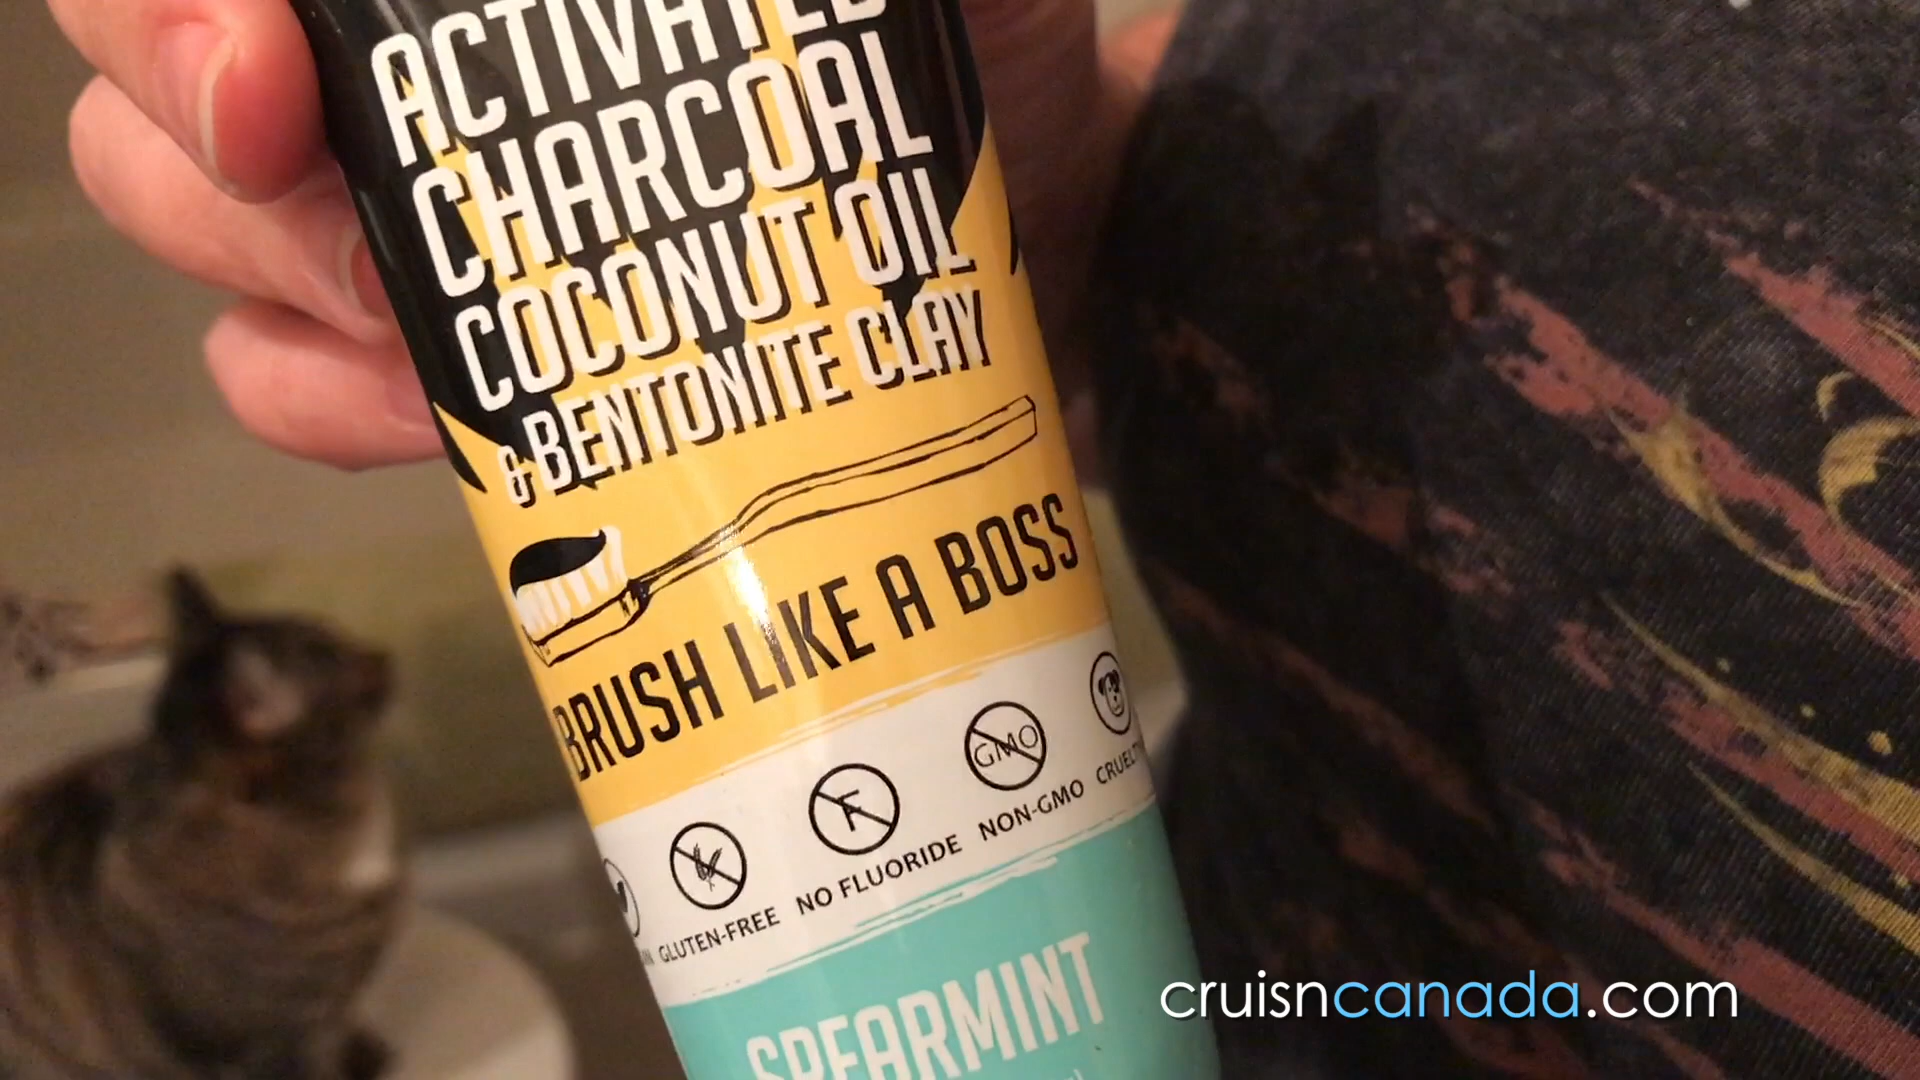 ACTIVATED
CHARCOAL
COCONUT OIL
& BENTONITE CLAY
BRUSH LIKE A BOSS
GLUTEN-FREE
F
NO FLUORIDE
GMO
NON-GMO
SPEARMINT
cruisncanada.com